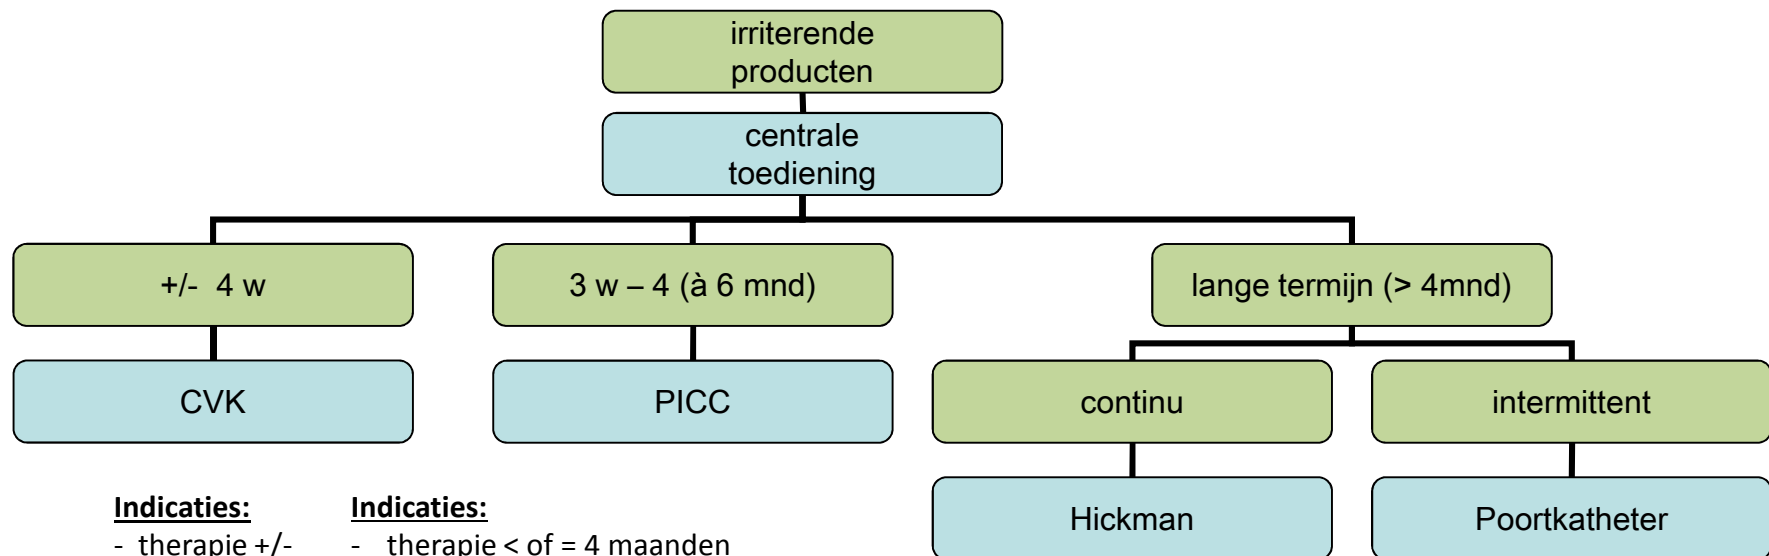 irriterende
producten
centrale
toediening
+/-  4 w
3 w – 4 (à 6 mnd)
lange termijn (> 4mnd)
CVK
PICC
continu
intermittent
Hickman
Poortkatheter
Indicaties:
- therapie +/-
Indicaties:
- therapie < of = 4 maanden